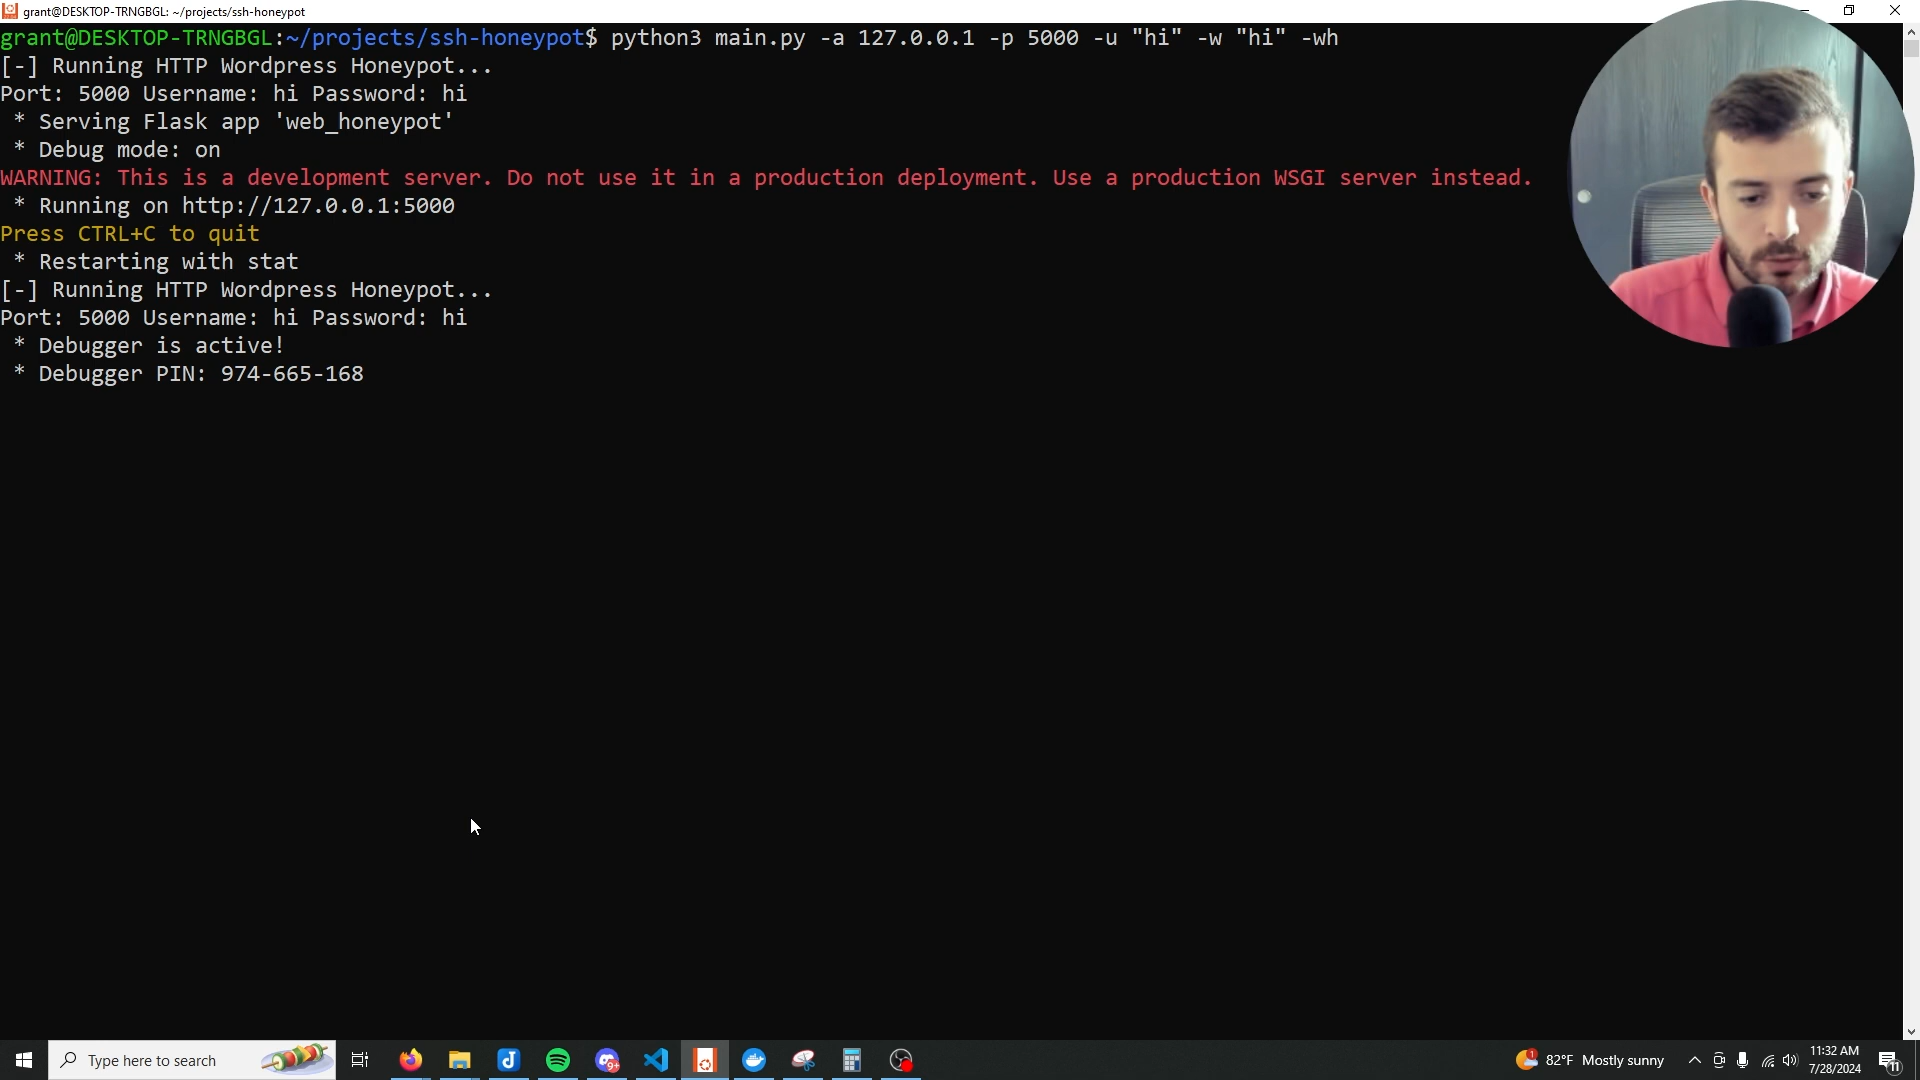 grant@DESKTOP-TRNGBGL: ~/projects/ssh-honeypot
grant@DESKTOP-TRNGBGL:~/projects/ssh-honeypot$ python3 main.py -a 127.0.0.1 -p 5000 -u "hi" -w "hi" -wh
[-] Running HTTP Wordpress Honeypot...
Port: 5000 Username: hi Password: hi
 * Serving Flask app 'web_honeypot'
 * Debug mode: on
WARNING: This is a development server. Do not use it in a production deployment. Use a production WSGI server instead.
 * Running on http://127.0.0.1:5000
Press CTRL+C to quit
 * Restarting with stat
[-] Running HTTP Wordpress Honeypot...
Port: 5000 Username: hi Password: hi
 * Debugger is active!
 * Debugger PIN: 974-665-168
Type here to search
9+
1
82°F Mostly sunny
11:32 AM
7/28/2024
11